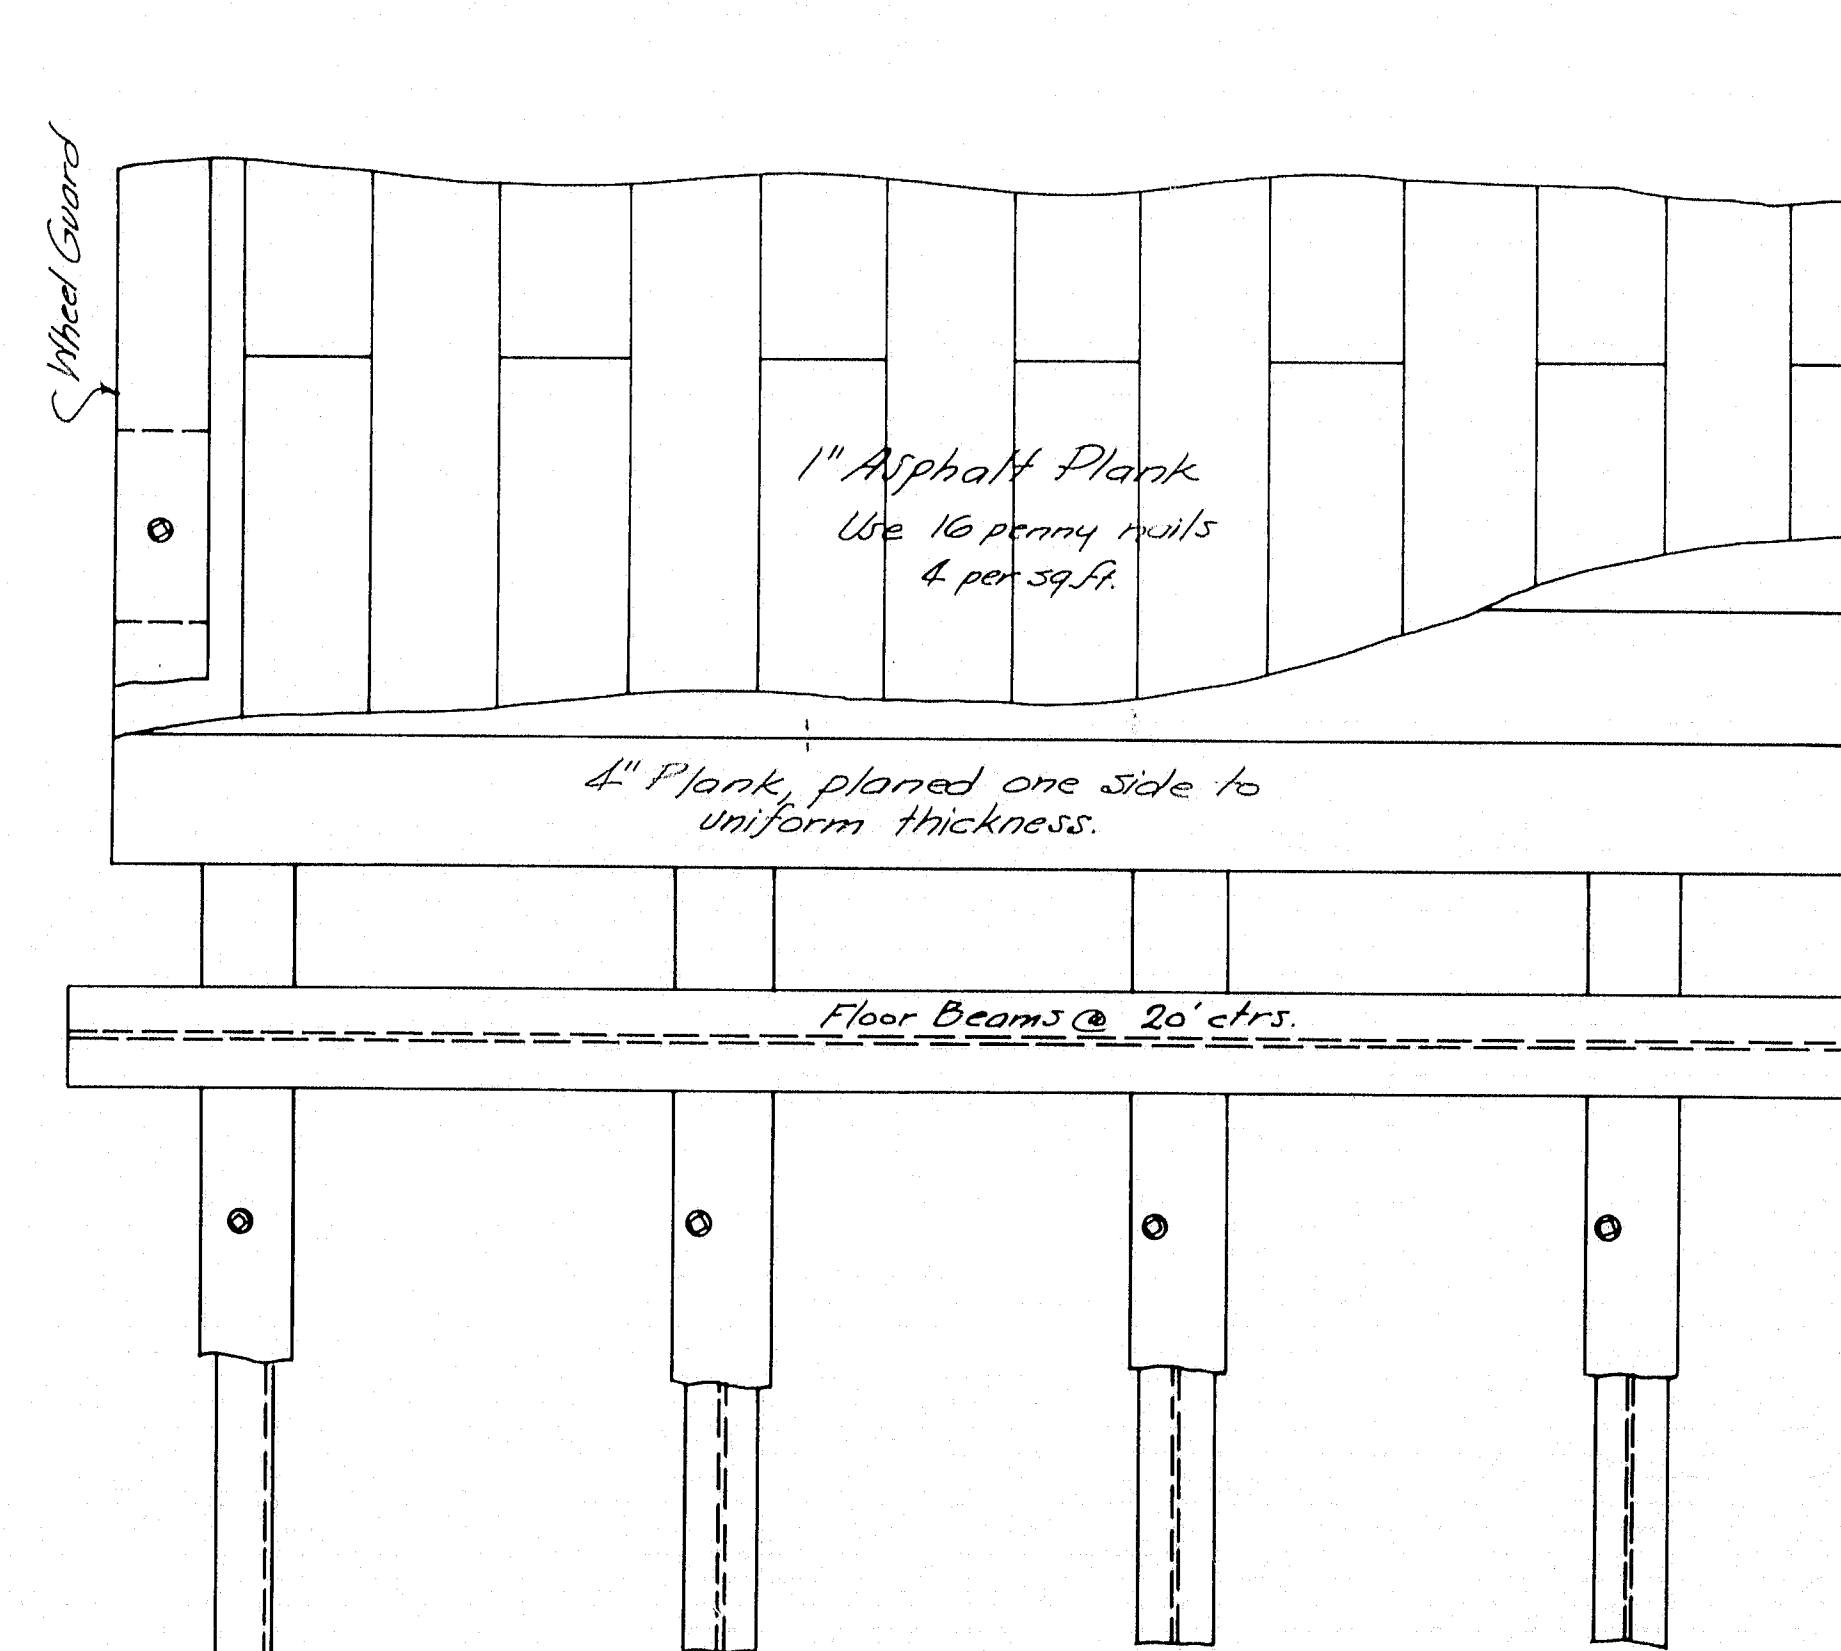 Wheel Guard
1" Asphalt Plank
Use 16 penny nails
4 per sq.ft.
4" Plank, planed one side to
uniform thickness.
Floor Beams @ 20' ctrs.